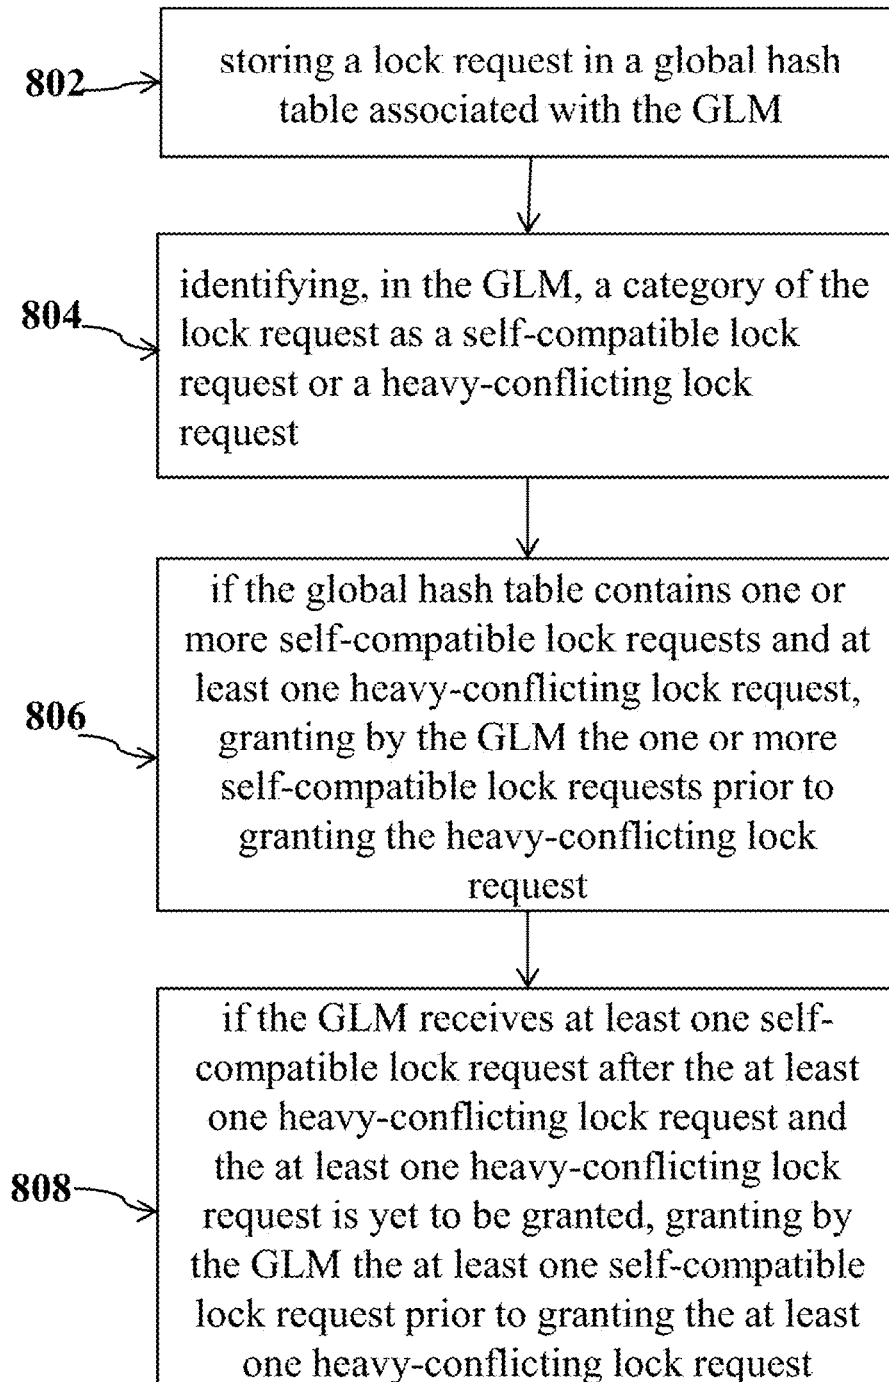 802
storing a lock request in a global hash
table associated with the GLM
804
identifying, in the GLM, a category of the
lock request as a self-compatible lock
request or a heavy-conflicting lock
request
806
if the global hash table contains one or
more self-compatible lock requests and at
least one heavy-conflicting lock request,
granting by the GLM the one or more
self-compatible lock requests prior to
granting the heavy-conflicting lock
request
808
if the GLM receives at least one self-
compatible lock request after the at least
one heavy-conflicting lock request and
the at least one heavy-conflicting lock
request is yet to be granted, granting by
the GLM the at least one self-compatible
lock request prior to granting the at least
one heavy-conflicting lock request